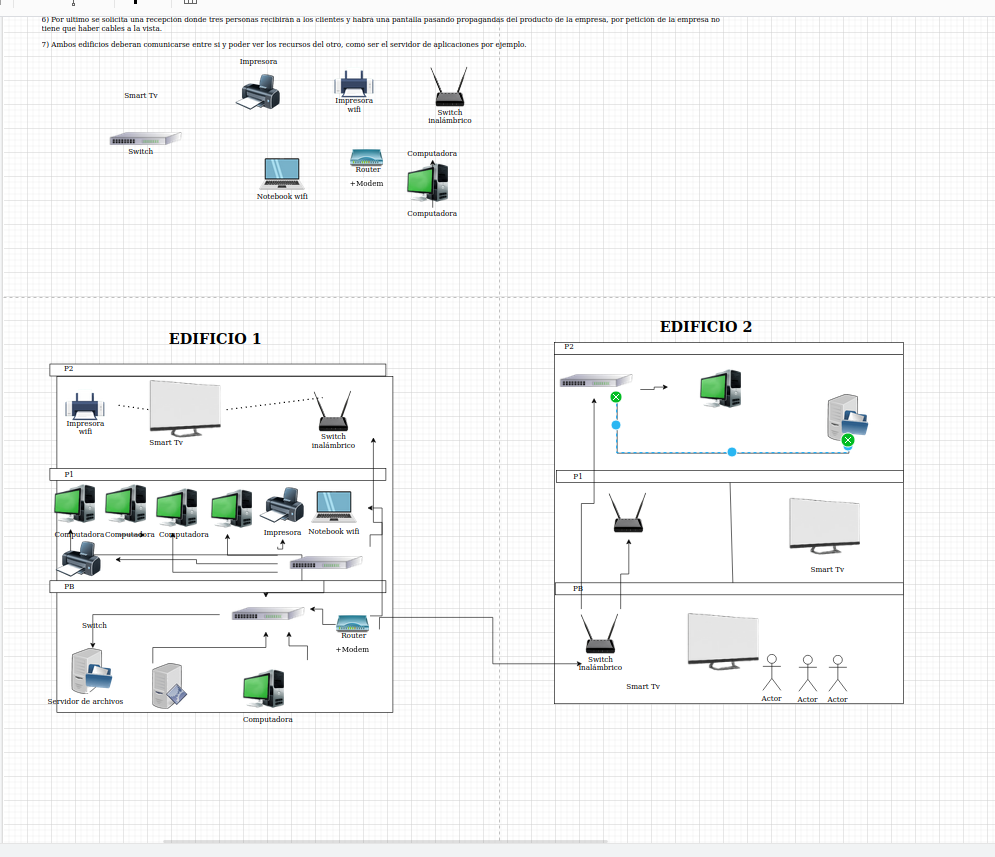 6) Por ultimo se solicita una recepción donde tres personas recibirán a los clientes y habrá una pantalla pasando propagandas del producto de la empresa, por petición de la empresa no
tiene que haber cables a la vista.
7) Ambos edificios deberan comunicarse entre si y poder ver los recursos del otro, como ser el servidor de aplicaciones por ejemplo.
Impresora
Smart Tv
Impresora
wifi
Switch
inalámbrico
Switch
Computadora
Router
+Modem
Notebook wifi
Computadora
EDIFICIO 1
EDIFICIO 2
P2
P2
Impresora
wifi
Smart Tv
Switch
inalámbrico
P1
P1
Computadora
Computadora
Computadora
Impresora
Notebook wifi
Smart Tv
PB
PB
Switch
Router
+Modem
Switch
inalámbrico
Smart Tv
Servidor de archivos
Computadora
Actor
Actor
Actor